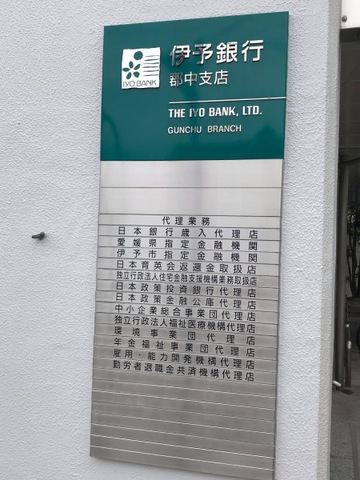 IYO BANK
伊予銀行
郡中支店
THE IYO BANK, LTD.
GUNCHU BRANCH
代理業務
日本銀行歳入代理店
愛媛県指定金融機関
伊予市指定金融機関
日本育英会返還金取扱店
独立行政法人住宅金融支援機構業務取扱店
日本政策投資銀行代理店
日本政策金融公庫代理店
中小企業総合事業団代理店
独立行政法人福祉医療機構代理店
環境事業団代理店
年金福祉事業団代理店
雇用・能力開発機構代理店
勤労者退職金共済機構代理店